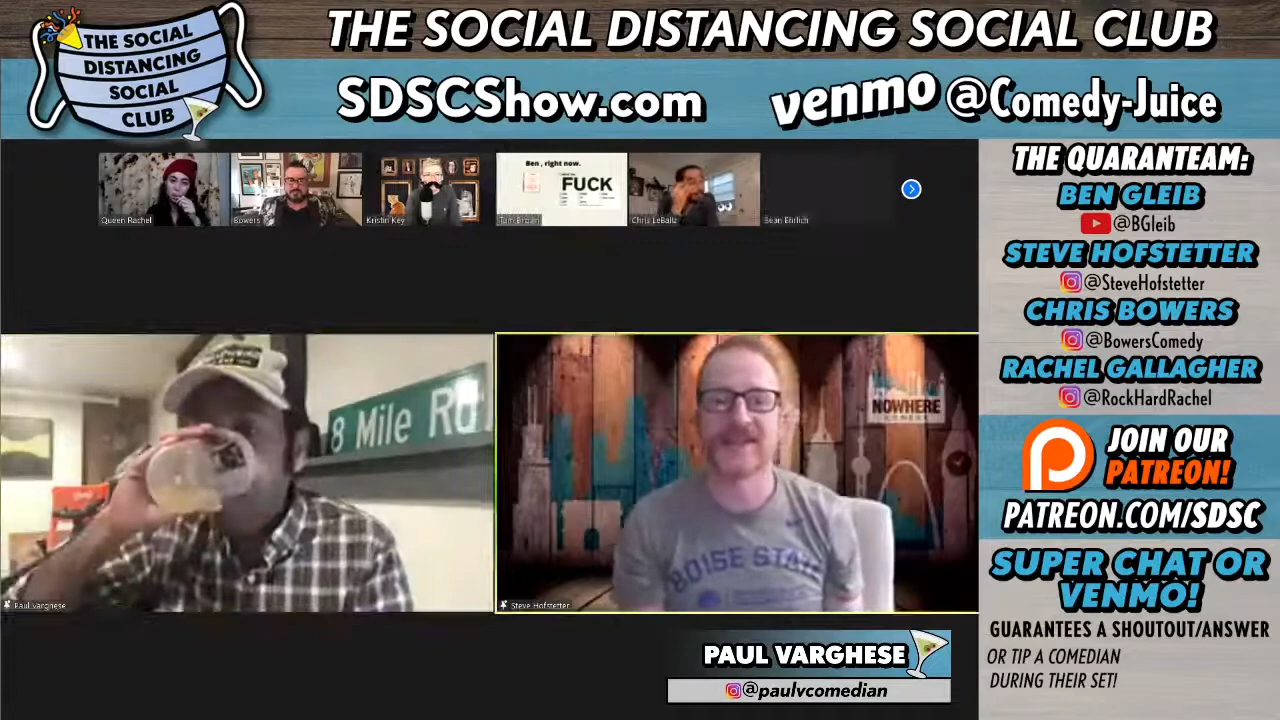 THE SOCIAL
DISTANCING
SOCIAL
CLUB
THE SOCIAL DISTANCING SOCIAL CLUB
SDSCShow.com
venmo @Comedy-Juice
Queen Rachel
Bowers
Kristin Key
Ben, right now.
FUCK
Tom Brown
Chris LeBaltz
Sean Ehrlich
8 Mile Rd
Paul Varghese
NOWHERE
BOISE STATE
Steve Hofstetter
PAUL VARGHESE
@paulvcomedian
THE QUARANTEAM:
BEN GLEIB
@BGleib
STEVE HOFSTETTER
@SteveHofstetter
CHRIS BOWERS
@BowersComedy
RACHEL GALLAGHER
@RockHardRachel
JOIN OUR
PATREON!
PATREON.COM/SDSC
SUPER CHAT OR
VENMO!
GUARANTEES A SHOUTOUT/ANSWER
OR TIP A COMEDIAN
DURING THEIR SET!